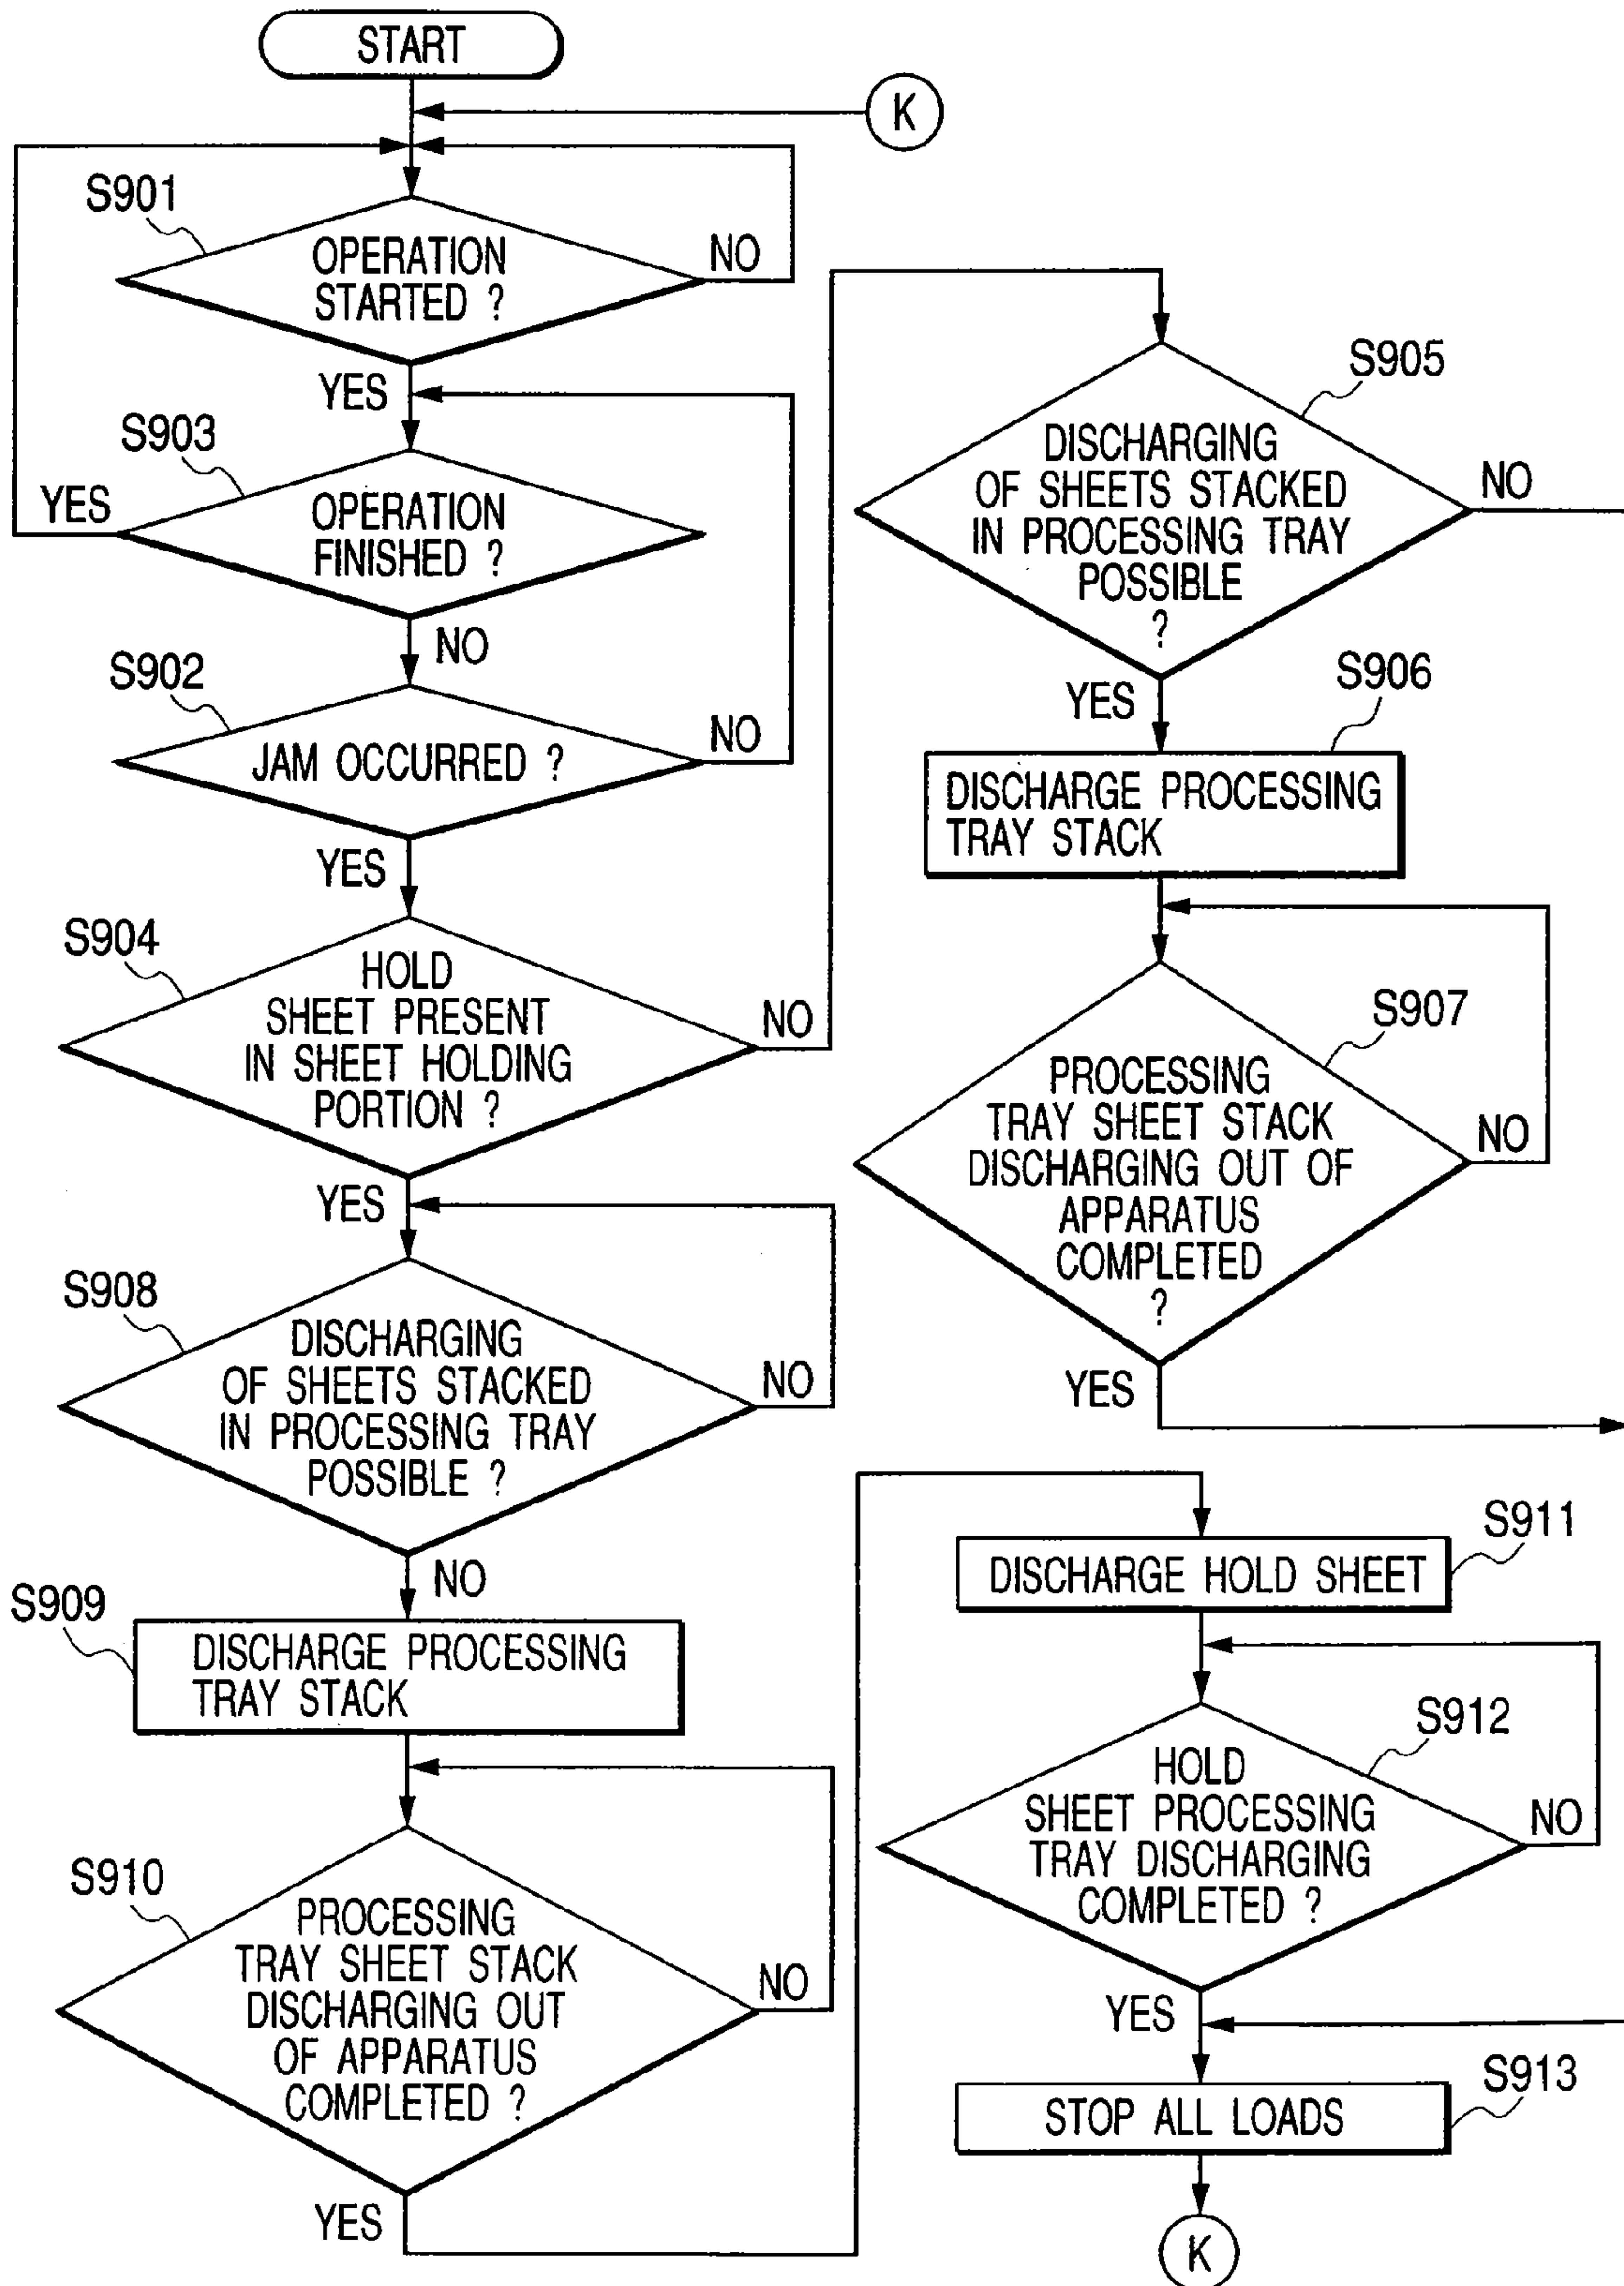 START
K
S901
OPERATION
STARTED ?
NO
YES
S903
OPERATION
FINISHED ?
YES
NO
S902
JAM OCCURRED ?
NO
YES
S904
HOLD
SHEET PRESENT
IN SHEET HOLDING
PORTION ?
NO
YES
S908
DISCHARGING
OF SHEETS STACKED
IN PROCESSING TRAY
POSSIBLE ?
NO
NO
S909
DISCHARGE PROCESSING
TRAY STACK
S910
PROCESSING
TRAY SHEET STACK
DISCHARGING OUT
OF APPARATUS
COMPLETED ?
NO
YES
S905
DISCHARGING
OF SHEETS STACKED
IN PROCESSING TRAY
POSSIBLE
?
NO
YES
S906
DISCHARGE PROCESSING
TRAY STACK
S907
PROCESSING
TRAY SHEET STACK
DISCHARGING OUT OF
APPARATUS
COMPLETED
?
NO
YES
S911
DISCHARGE HOLD SHEET
S912
HOLD
SHEET PROCESSING
TRAY DISCHARGING
COMPLETED ?
NO
YES
S913
STOP ALL LOADS
K